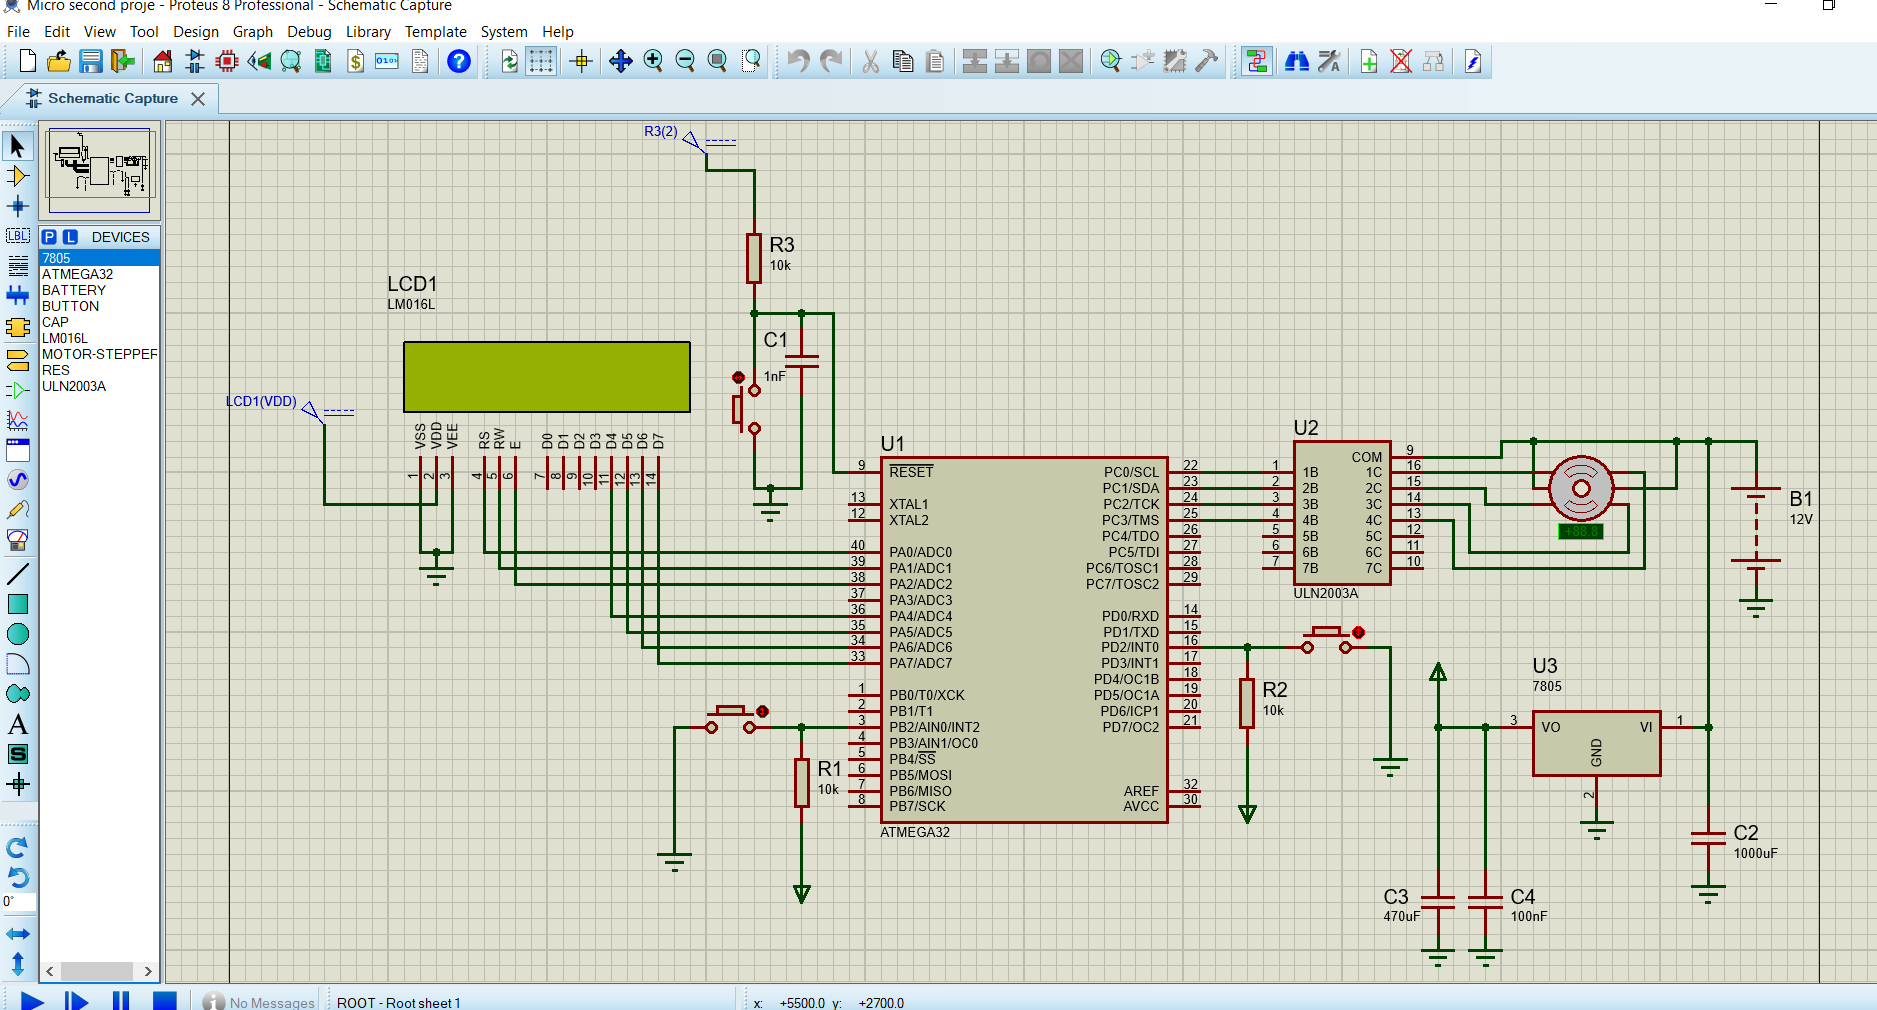 Micro second proje - Proteus 8 Professional - Schematic Capture
File Edit View Tool Design Graph Debug Library Template System Help
Schematic Capture
P L DEVICES
7805
ATMEGA32
BATTERY
BUTTON
CAP
LM016L
MOTOR-STEPPER
RES
ULN2003A
LBL
A
S
0°
R3(2)
R3
10k
LCD1
LM016L
C1
1nF
LCD1(VDD)
VSS VDD VEE RS RW E D0 D1 D2 D3 D4 D5 D6 D7
1 2 3 4 5 6 7 8 9 10 11 12 13 14
U1
9 RESET
13 XTAL1
12 XTAL2
40 PA0/ADC0
39 PA1/ADC1
38 PA2/ADC2
37 PA3/ADC3
36 PA4/ADC4
35 PA5/ADC5
34 PA6/ADC6
33 PA7/ADC7
1 PB0/T0/XCK
2 PB1/T1
3 PB2/AIN0/INT2
4 PB3/AIN1/OC0
5 PB4/SS
6 PB5/MOSI
7 PB6/MISO
8 PB7/SCK
PC0/SCL 22
PC1/SDA 23
PC2/TCK 24
PC3/TMS 25
PC4/TDO 26
PC5/TDI 27
PC6/TOSC1 28
PC7/TOSC2 29
PD0/RXD 14
PD1/TXD 15
PD2/INT0 16
PD3/INT1 17
PD4/OC1B 18
PD5/OC1A 19
PD6/ICP1 20
PD7/OC2 21
AREF 32
AVCC 30
ATMEGA32
R1
10k
R2
10k
U2
COM 9
1 1B 1C 16
2 2B 2C 15
3 3B 3C 14
4 4B 4C 13
5 5B 5C 12
6 6B 6C 11
7 7B 7C 10
ULN2003A
+88.8
B1
12V
U3
7805
3 VO VI 1
GND
2
C2
1000uF
C3
470uF
C4
100nF
No Messages
ROOT - Root sheet 1
x: +5500.0 y: +2700.0